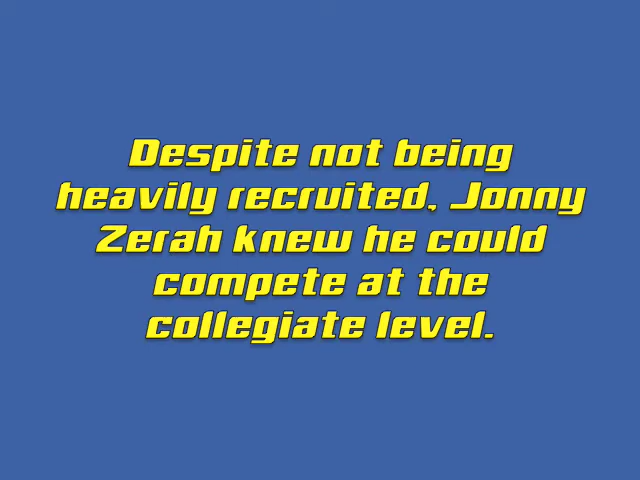 Despite not being
heavily recruited, Jonny
Zerah knew he could
compete at the
collegiate level.